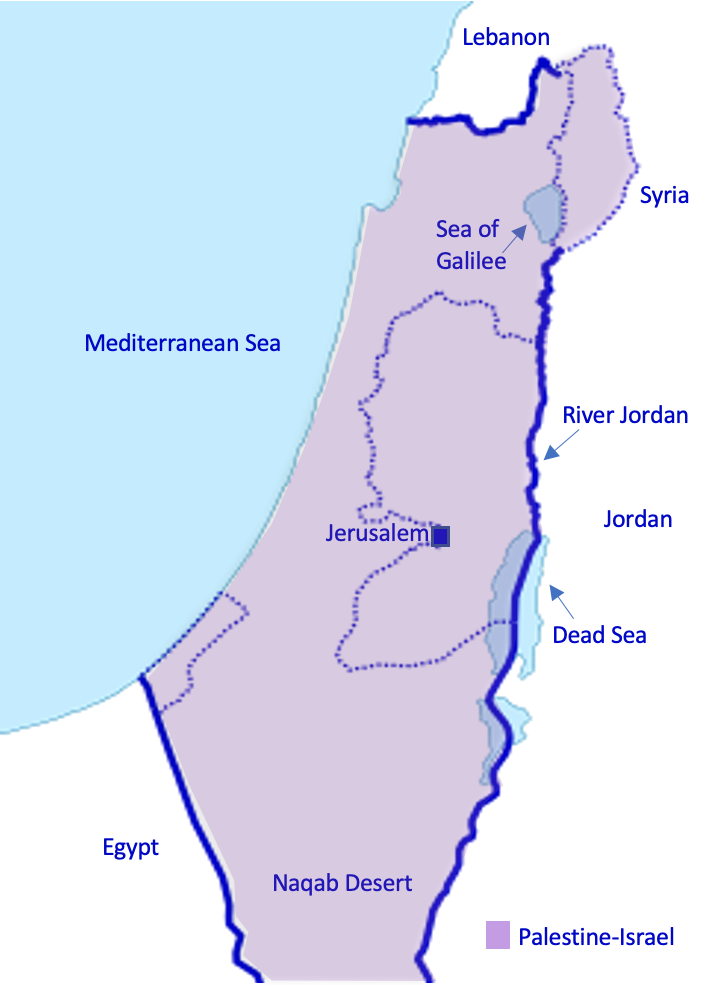 Lebanon
Syria
Sea of
Galilee
Mediterranean Sea
River Jordan
Jordan
Jerusalem
Dead Sea
Egypt
Naqab Desert
Palestine-Israel